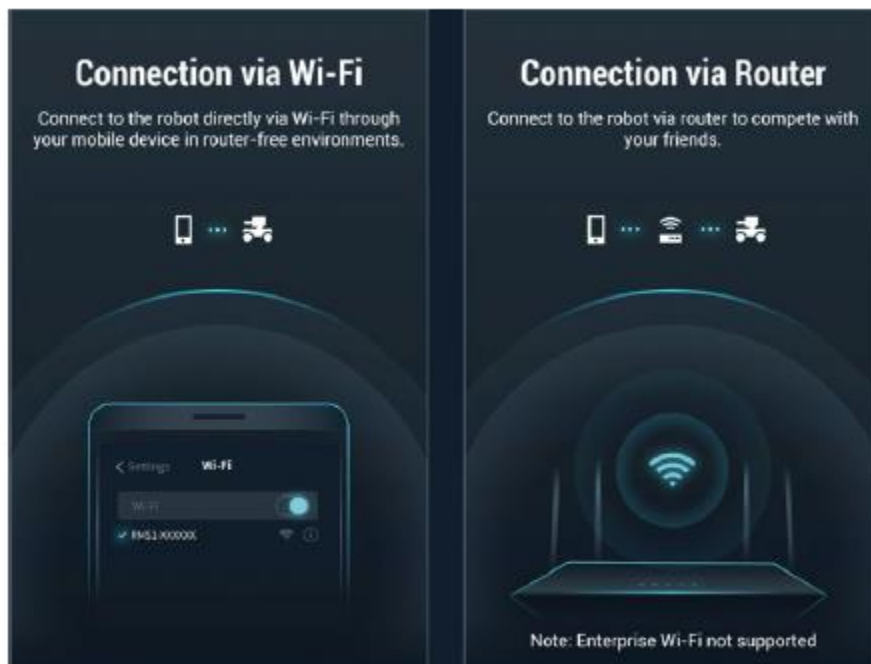 Connection via Wi-Fi
Connect to the robot directly via Wi-Fi through
your mobile device in router-free environments.
Settings
Wi-Fi
Wi-Fi
Connection via Router
Connect to the robot via router to compete with
your friends.
Note: Enterprise Wi-Fi not supported